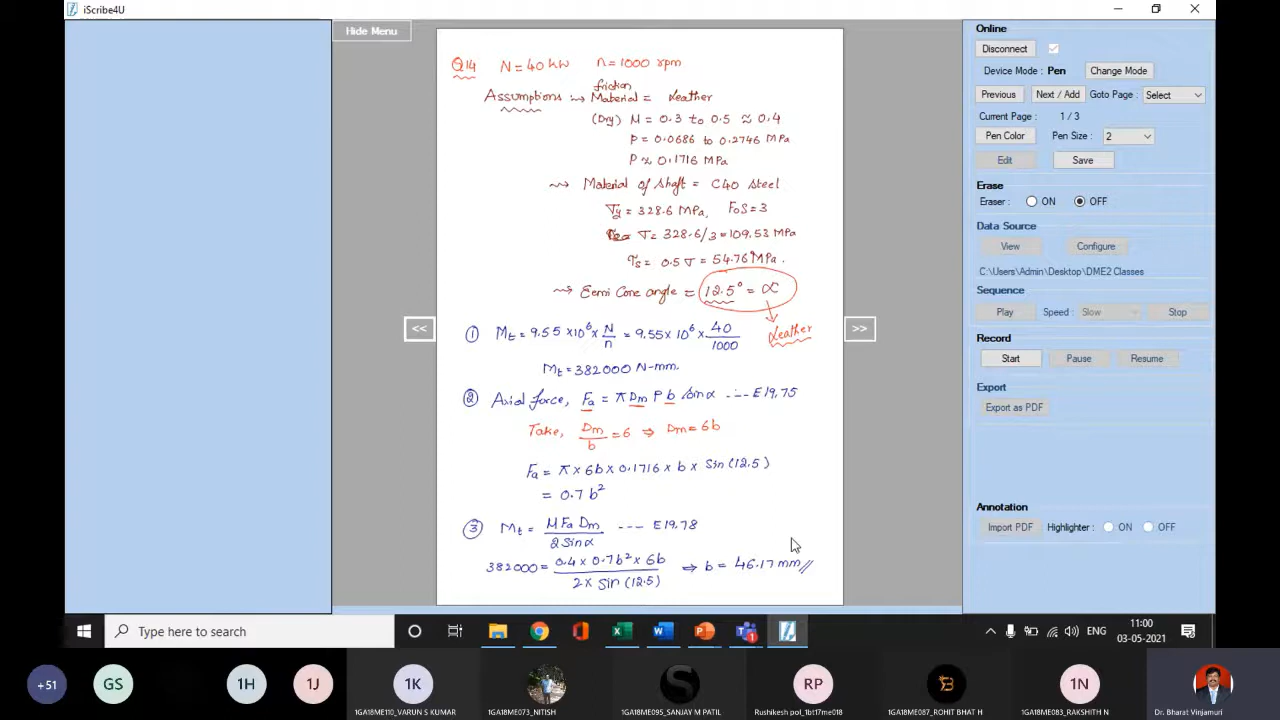 iScribe4U
Hide Menu
<<
>>
Q14 N = 40 kW n = 1000 rpm
Assumptions ⇝ friction Material = Leather
(Dry) μ = 0.3 to 0.5 ≈ 0.4
P = 0.0686 to 0.2746 MPa
P ≈ 0.1716 MPa
⇝ Material of shaft = C40 steel
σy = 328.6 MPa, FoS = 3
σ = 328.6/3 = 109.53 MPa
τs = 0.5 σ = 54.76 MPa.
⇝ Semi Cone angle = 12.5° = α
Leather
① Mt = 9.55 × 10⁶ × N/n = 9.55 × 10⁶ × 40/1000
Mt = 382000 N-mm.
② Axial force, Fa = π Dm P b sin α --- E19.75
Take, Dm/b = 6 ⇒ Dm = 6b
Fa = π × 6b × 0.1716 × b × Sin (12.5)
= 0.7 b²
③ Mt = μ Fa Dm / 2 Sin α --- E19.78
382000 = 0.4 × 0.7b² × 6b / 2 × Sin (12.5) ⇒ b = 46.17 mm//
Online
Disconnect
Device Mode : Pen Change Mode
Previous Next / Add Goto Page : Select
Current Page : 1 / 3
Pen Color Pen Size : 2
Edit Save
Erase
Eraser : ON OFF
Data Source
View Configure
C:\Users\Admin\Desktop\DME2 Classes
Sequence
Play Speed : Slow Stop
Record
Start Pause Resume
Export
Export as PDF
Annotation
Import PDF Highlighter : ON OFF
Type here to search
ENG
11:00
03-05-2021
+51
GS
1H
1J
1K
1GA18ME110_VARUN S KUMAR
1GA18ME073_NITISH
S
1GA18ME095_SANJAY M PATIL
RP
Rushikesh pol_1bt17me018
1GA18ME087_ROHIT BHAT H
1N
1GA18ME083_RAKSHITH N
Dr. Bharat Vinjamuri